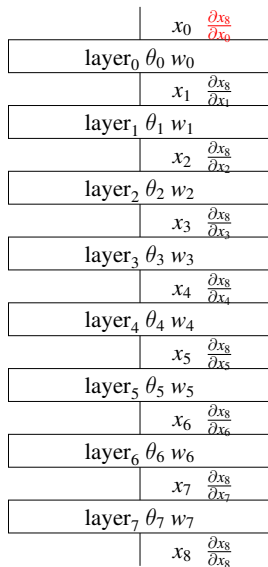 x₀ ∂x₈/∂x₀
layer₀ θ₀ w₀
x₁ ∂x₈/∂x₁
layer₁ θ₁ w₁
x₂ ∂x₈/∂x₂
layer₂ θ₂ w₂
x₃ ∂x₈/∂x₃
layer₃ θ₃ w₃
x₄ ∂x₈/∂x₄
layer₄ θ₄ w₄
x₅ ∂x₈/∂x₅
layer₅ θ₅ w₅
x₆ ∂x₈/∂x₆
layer₆ θ₆ w₆
x₇ ∂x₈/∂x₇
layer₇ θ₇ w₇
x₈ ∂x₈/∂x₈